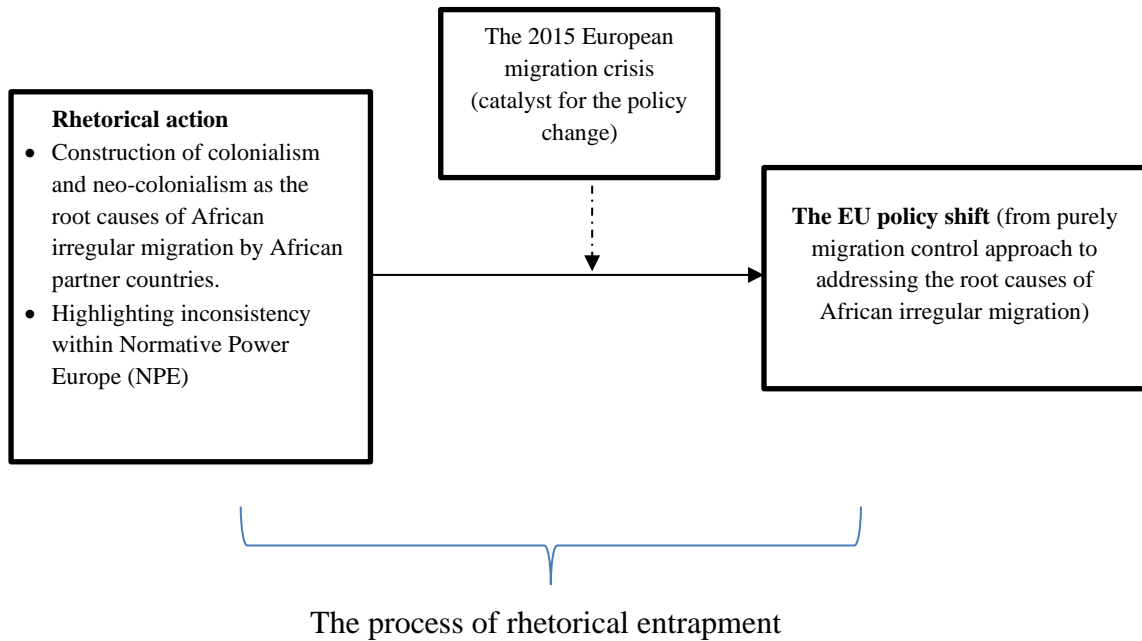 The 2015 European
migration crisis
(catalyst for the policy
change)
Rhetorical action
• Construction of colonialism
and neo-colonialism as the
root causes of African
irregular migration by African
partner countries.
• Highlighting inconsistency
within Normative Power
Europe (NPE)
The EU policy shift (from purely
migration control approach to
addressing the root causes of
African irregular migration)
The process of rhetorical entrapment